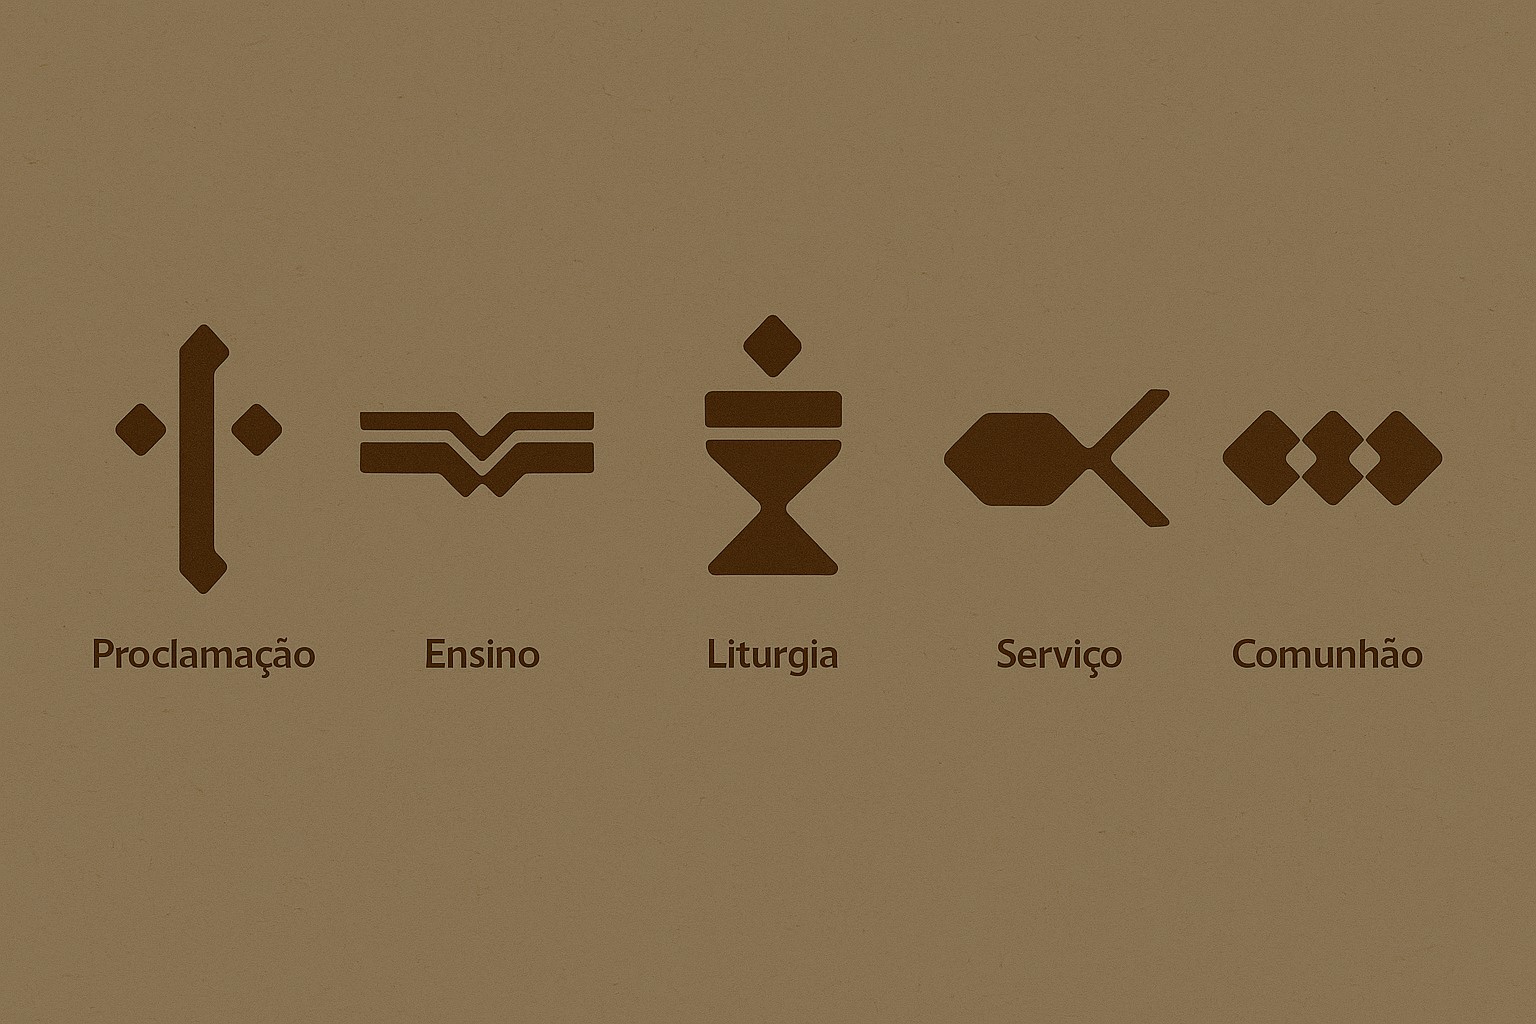 Proclamação
Ensino
Liturgia
Serviço
Comunhão